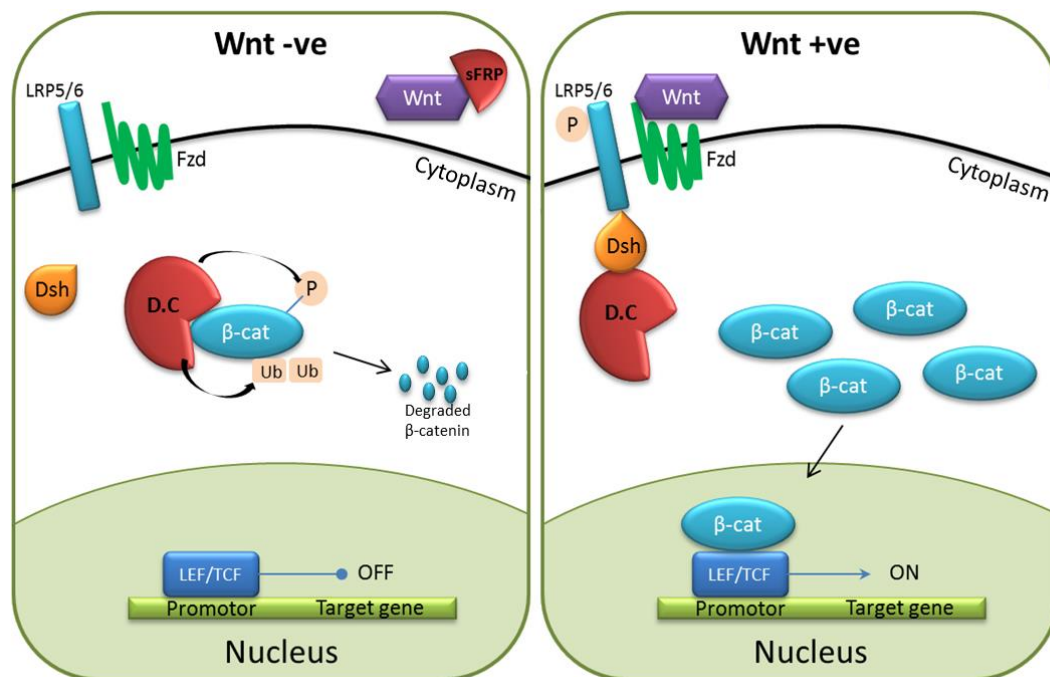 Wnt -ve
sFRP
Wnt
LRP5/6
Fzd
Cytoplasm
Dsh
D.C
P
β-cat
Ub Ub
Degraded
β-catenin
LEF/TCF
OFF
Promotor Target gene
Nucleus
Wnt +ve
LRP5/6
Wnt
P
Fzd
Cytoplasm
Dsh
D.C
β-cat
β-cat
β-cat
β-cat
β-cat
LEF/TCF
ON
Promotor Target gene
Nucleus